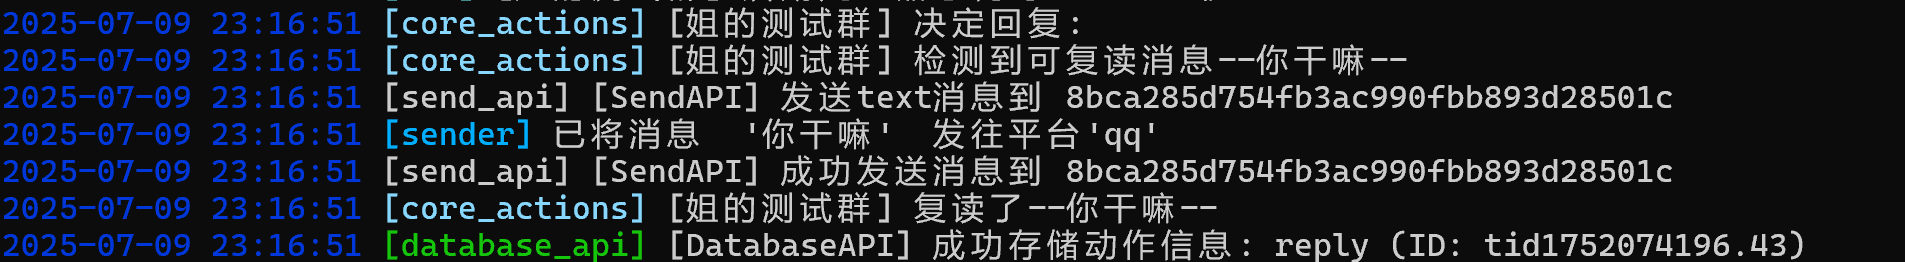 2025-07-09 23:16:51 [core_actions] [姐的测试群] 决定回复:
2025-07-09 23:16:51 [core_actions] [姐的测试群] 检测到可复读消息--你干嘛--
2025-07-09 23:16:51 [send_api] [SendAPI] 发送text消息到 8bca285d754fb3ac990fbb893d28501c
2025-07-09 23:16:51 [sender] 已将消息  '你干嘛'  发往平台'qq'
2025-07-09 23:16:51 [send_api] [SendAPI] 成功发送消息到 8bca285d754fb3ac990fbb893d28501c
2025-07-09 23:16:51 [core_actions] [姐的测试群] 复读了--你干嘛--
2025-07-09 23:16:51 [database_api] [DatabaseAPI] 成功存储动作信息: reply (ID: tid1752074196.43)